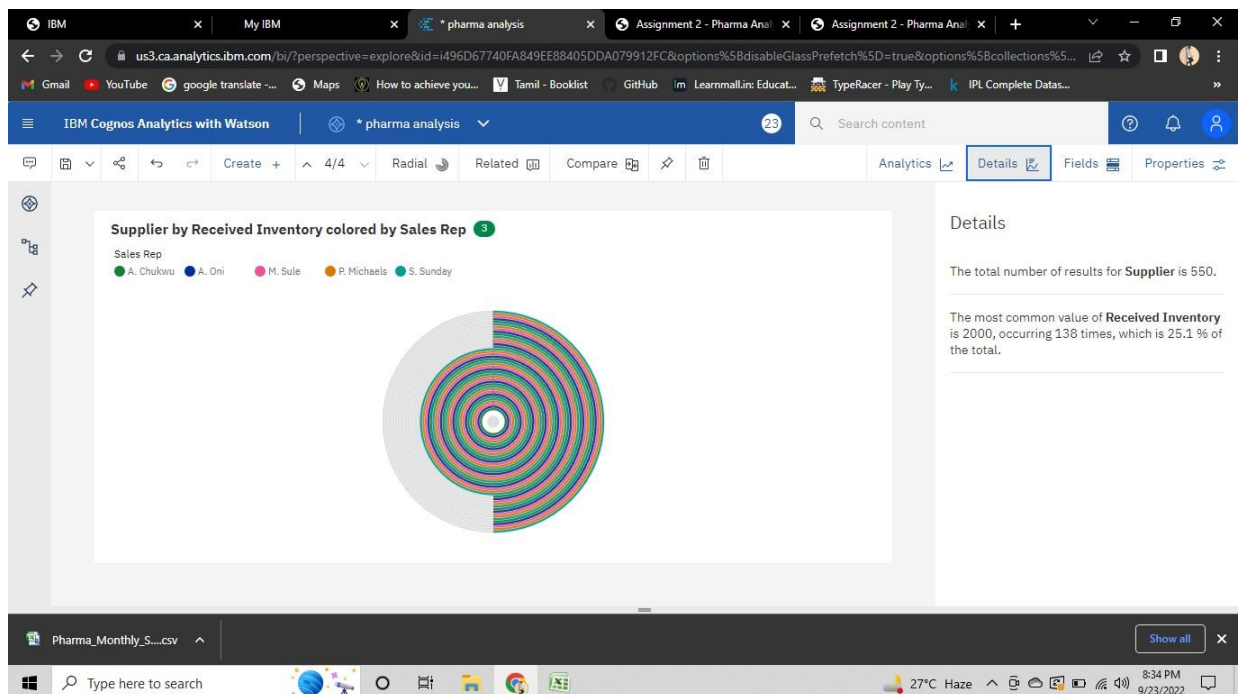 IBM
My IBM
* pharma analysis
Assignment 2 - Pharma Anal
Assignment 2 - Pharma Anal
us3.ca.analytics.ibm.com/bi/?perspective=explore&id=i496D67740FA849EE88405DDA079912FC&options%5BdisableGlassPrefetch%5D=true&options%5Bcollections%5...
Gmail YouTube google translate -... Maps How to achieve you... Tamil - Booklist GitHub Learnmall.in: Educat... TypeRacer - Play Ty... IPL Complete Datas... »
IBM Cognos Analytics with Watson * pharma analysis 23 Search content
Create + 4/4 Radial Related Compare Analytics Details Fields Properties
Supplier by Received Inventory colored by Sales Rep 3
Sales Rep
A. Chukwu A. Oni M. Sule P. Michaels S. Sunday
Details
The total number of results for Supplier is 550.
The most common value of Received Inventory
is 2000, occurring 138 times, which is 25.1 % of
the total.
Pharma_Monthly_S....csv Show all
Type here to search 27°C Haze 8:34 PM
9/23/2022